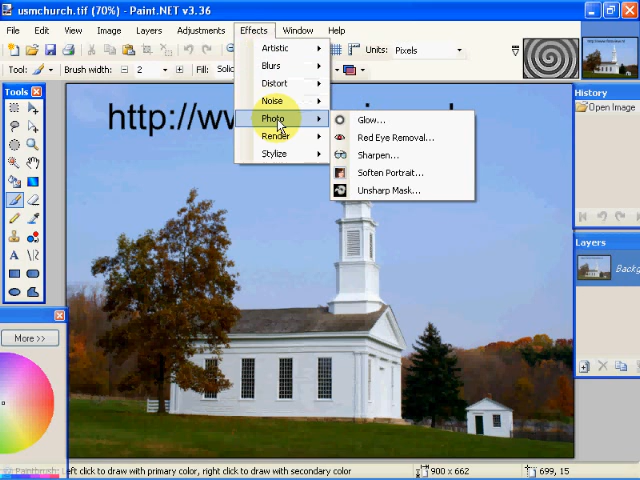 usmchurch.tif (70%) - Paint.NET v3.36
File Edit View Image Layers Adjustments Effects Window Help
Units: Pixels
Tool: Brush width: 2 Fill:
Tools
Artistic
Blurs
Distort
Noise
Photo
Render
Stylize
Glow...
Red Eye Removal...
Sharpen...
Soften Portrait...
Unsharp Mask...
History
Open Image
Layers
More >>
Paintbrush: Left click to draw with primary color, right click to draw with secondary color
900 x 662
699, 15